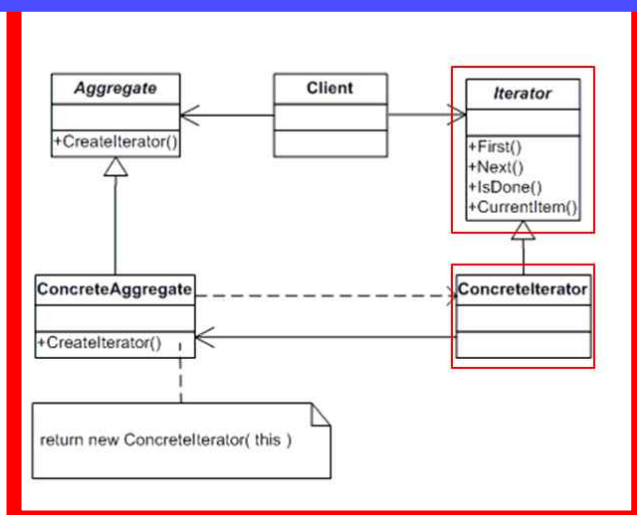 Aggregate
+CreateIterator()
Client
Iterator
+First()
+Next()
+IsDone()
+CurrentItem()
ConcreteAggregate
+CreateIterator()
ConcreteIterator
return new ConcreteIterator( this )